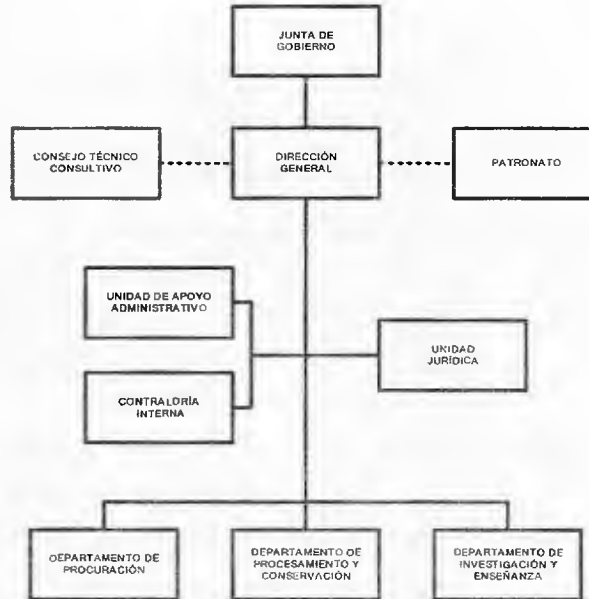 JUNTA DE
GOBIERNO
CONSEJO TÉCNICO
CONSULTIVO
DIRECCIÓN
GENERAL
PATRONATO
UNIDAD DE APOYO
ADMINISTRATIVO
UNIDAD
JURÍDICA
CONTRALORÍA
INTERNA
DEPARTAMENTO DE
PROCURACIÓN
DEPARTAMENTO DE
PROCESAMIENTO Y
CONSERVACIÓN
DEPARTAMENTO DE
INVESTIGACIÓN Y
ENSEÑANZA